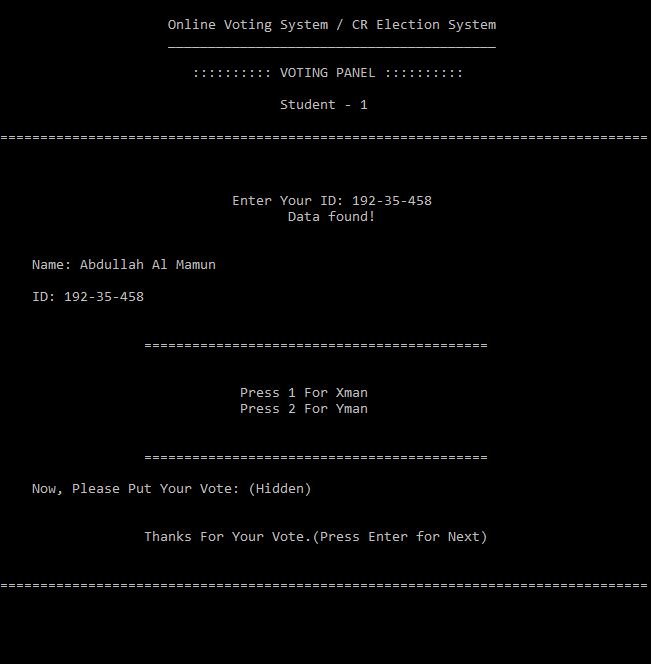 Online Voting System / CR Election System
_________________________________________
:::::::::: VOTING PANEL ::::::::::
Student - 1
=================================================================================
Enter Your ID: 192-35-458
Data found!
Name: Abdullah Al Mamun
ID: 192-35-458
===========================================
Press 1 For Xman
Press 2 For Yman
===========================================
Now, Please Put Your Vote: (Hidden)
Thanks For Your Vote.(Press Enter for Next)
=================================================================================